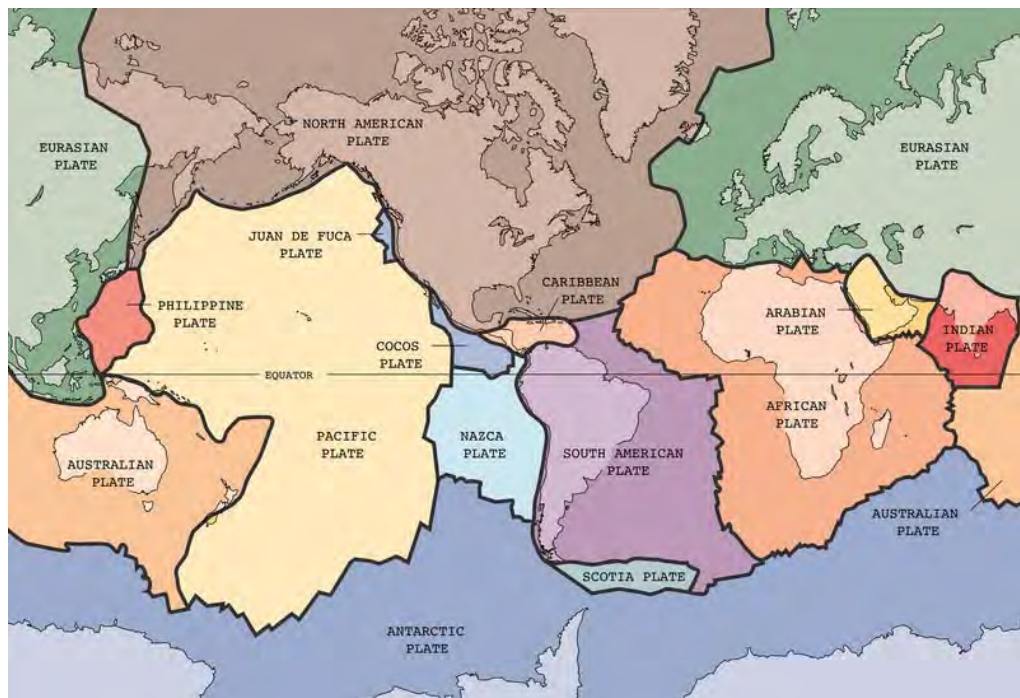 NORTH AMERICAN
PLATE
EURASIAN
PLATE
EURASIAN
PLATE
JUAN DE FUCA
PLATE
CARIBBEAN
PLATE
PHILIPPINE
PLATE
ARABIAN
PLATE
INDIAN
PLATE
COCOS
PLATE
EQUATOR
AFRICAN
PLATE
PACIFIC
PLATE
NAZCA
PLATE
SOUTH AMERICAN
PLATE
AUSTRALIAN
PLATE
AUSTRALIAN
PLATE
SCOTIA PLATE
ANTARCTIC
PLATE